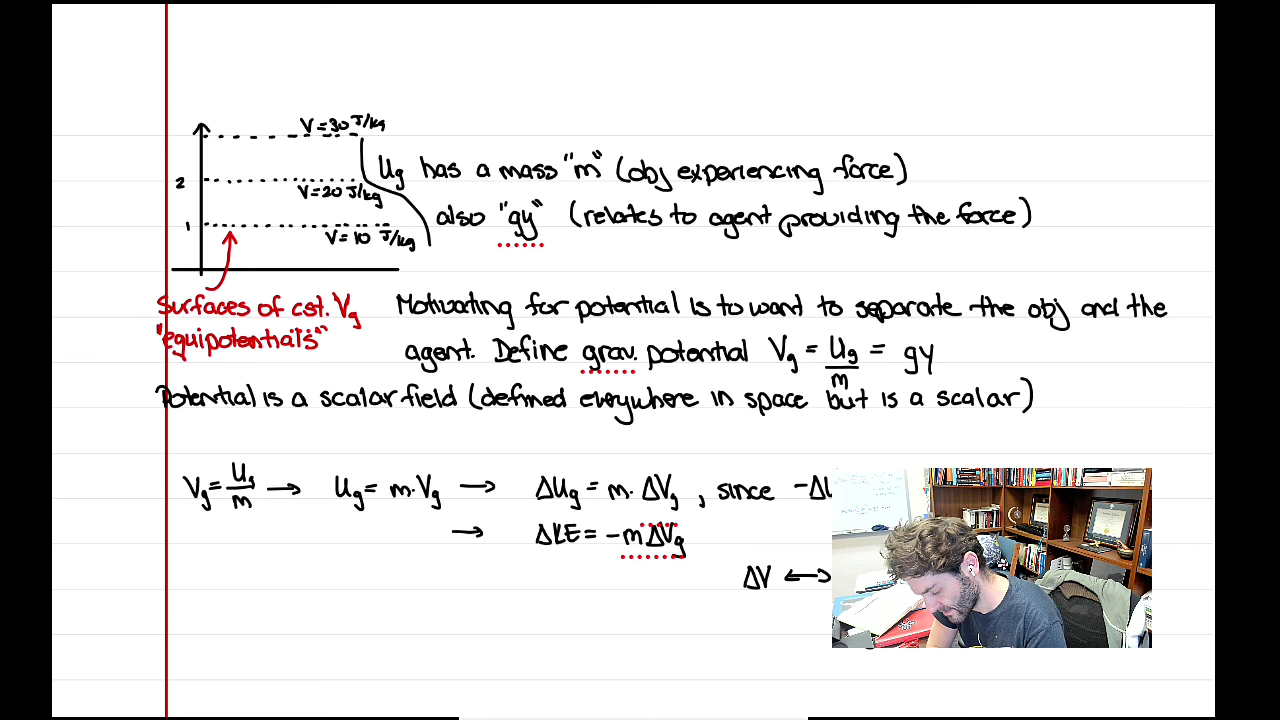 V=30 J/kg
2
V=20 J/kg
1
V=10 J/kg
Ug has a mass "m" (obj experiencing force)
also "gy" (relates to agent providing the force)
Surfaces of cst. Vg
"equipotentials"
Motivating for potential is to want to separate the obj and the
agent. Define grav. potential Vg = Ug/m = gy
Potential is a scalar field (defined everywhere in space but is a scalar)
Vg = Ug/m → Ug = m·Vg → ΔUg = m·ΔVg , since -ΔU
→ ΔKE = -mΔVg
ΔV ↔